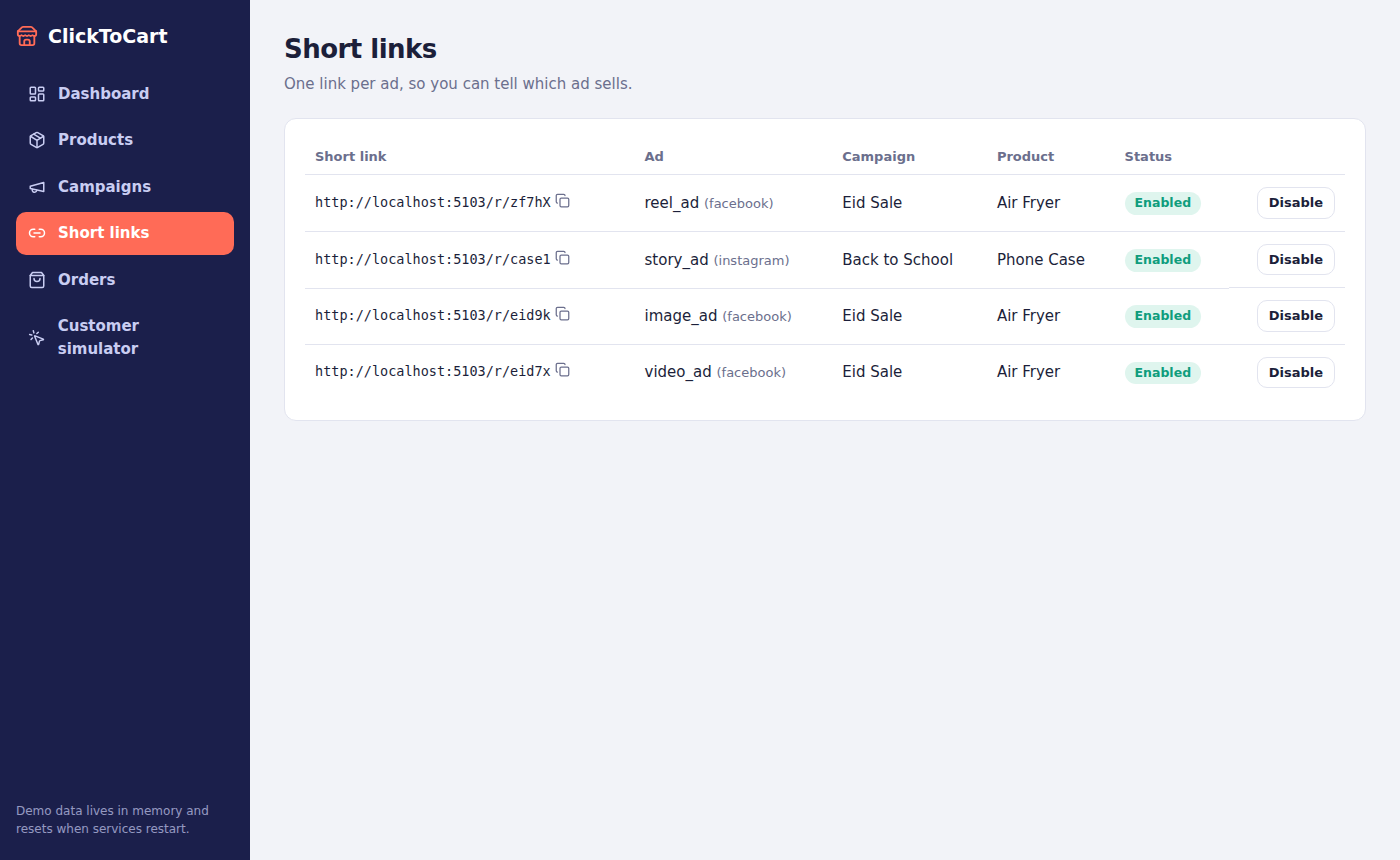 ClickToCart
Dashboard
Products
Campaigns
Short links
Orders
Customer
simulator
Demo data lives in memory and
resets when services restart.
Short links
One link per ad, so you can tell which ad sells.
Short link Ad Campaign Product Status
http://localhost:5103/r/zf7hX reel_ad (facebook) Eid Sale Air Fryer Enabled Disable
http://localhost:5103/r/case1 story_ad (instagram) Back to School Phone Case Enabled Disable
http://localhost:5103/r/eid9k image_ad (facebook) Eid Sale Air Fryer Enabled Disable
http://localhost:5103/r/eid7x video_ad (facebook) Eid Sale Air Fryer Enabled Disable